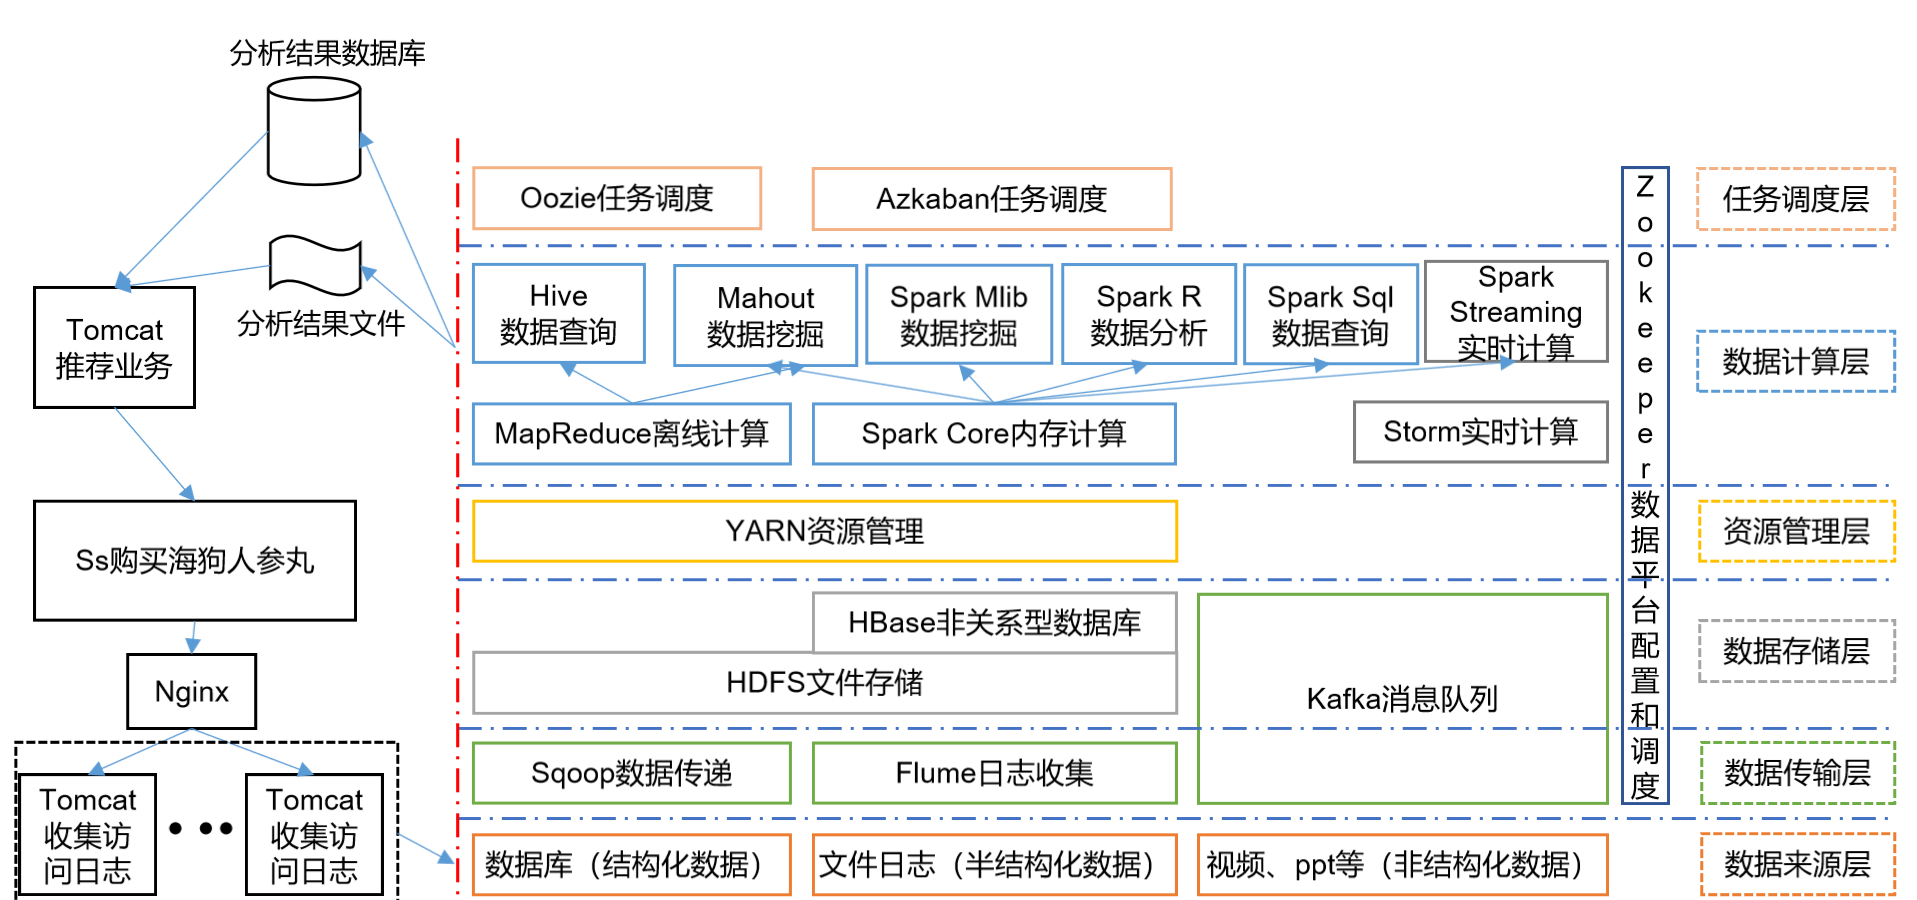 分析结果数据库
分析结果文件
Tomcat
推荐业务
Ss购买海狗人参丸
Nginx
Tomcat
收集访
问日志
Tomcat
收集访
问日志
Oozie任务调度
Azkaban任务调度
任务调度层
Hive
数据查询
Mahout
数据挖掘
Spark Mlib
数据挖掘
Spark R
数据分析
Spark Sql
数据查询
Spark
Streaming
实时计算
数据计算层
MapReduce离线计算
Spark Core内存计算
Storm实时计算
YARN资源管理
资源管理层
HBase非关系型数据库
HDFS文件存储
Kafka消息队列
数据存储层
Sqoop数据传递
Flume日志收集
数据传输层
数据库（结构化数据）
文件日志（半结构化数据）
视频、ppt等（非结构化数据）
数据来源层
Zookeeper数据平台配置和调度